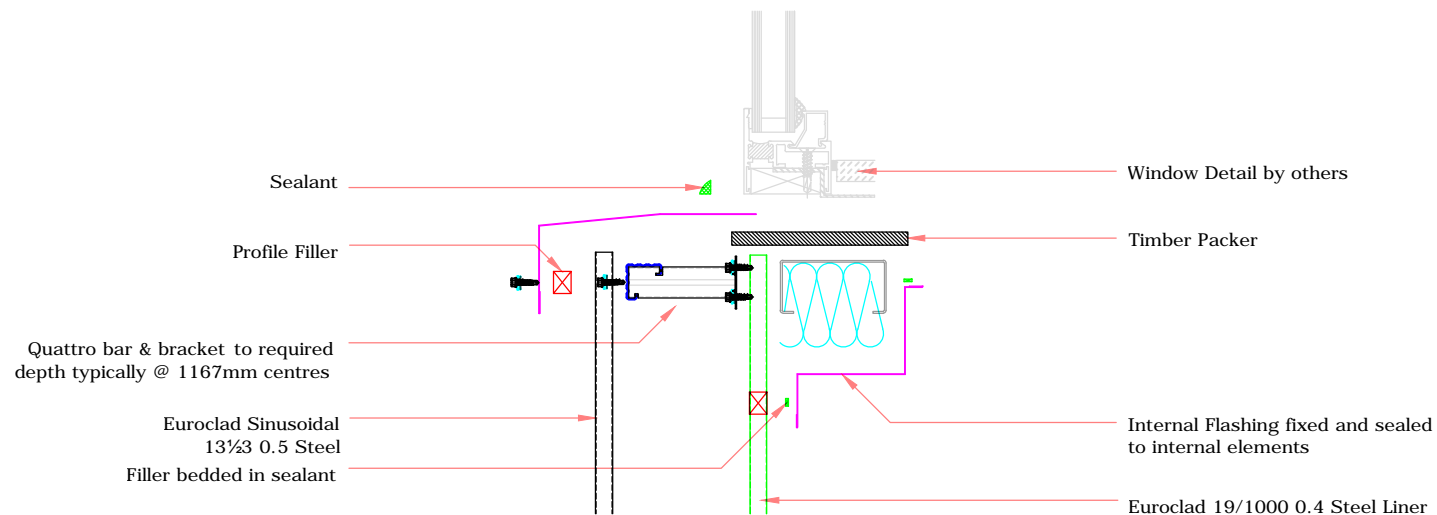 Sealant
Profile Filler
Quattro bar & bracket to required
depth typically @ 1167mm centres
Euroclad Sinusoidal
13½3 0.5 Steel
Filler bedded in sealant
Window Detail by others
Timber Packer
Internal Flashing fixed and sealed
to internal elements
Euroclad 19/1000 0.4 Steel Liner